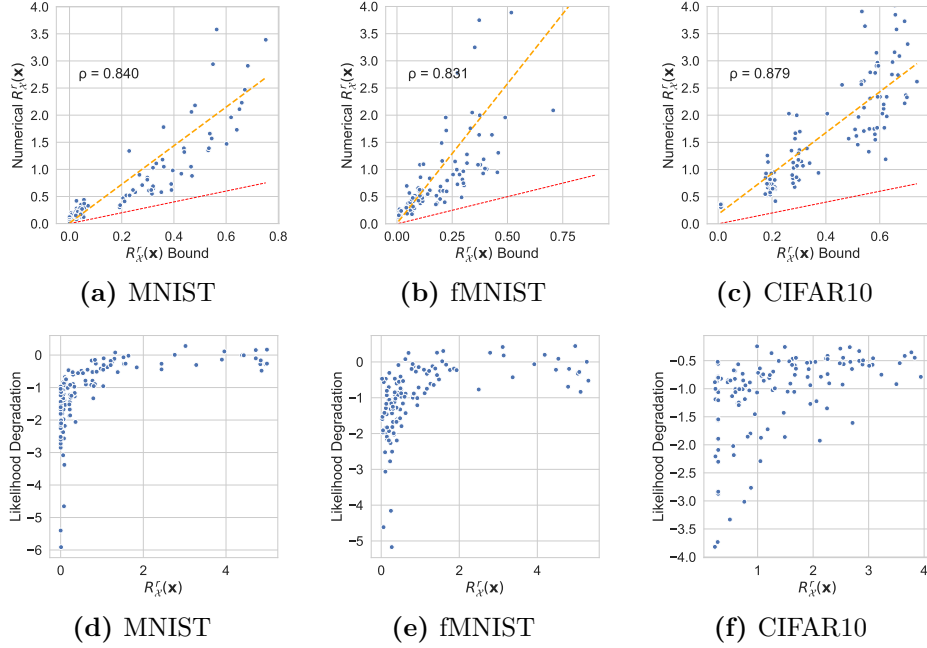 4.0 4.0 4.0
3.5 3.5 3.5
3.0 3.0 3.0
2.5 2.5 2.5
2.0 2.0 2.0
1.5 1.5 1.5
1.0 1.0 1.0
0.5 0.5 0.5
0.0 0.0 0.0
Numerical R^r_𝒳(x) Numerical R^r_𝒳(x) Numerical R^r_𝒳(x)
ρ = 0.840 ρ = 0.831 ρ = 0.879
0.0 0.2 0.4 0.6 0.8 0.00 0.25 0.50 0.75 0.0 0.2 0.4 0.6
R^r_𝒳(x) Bound R^r_𝒳(x) Bound R^r_𝒳(x) Bound
(a) MNIST (b) fMNIST (c) CIFAR10
Likelihood Degradation Likelihood Degradation Likelihood Degradation
0 0 −0.5
−1 −1 −1.0
−2 −2 −1.5
−3 −3 −2.0
−4 −4 −2.5
−5 −5 −3.0
−6 −3.5
−4.0
0 2 4 0 2 4 1 2 3 4
R^r_𝒳(x) R^r_𝒳(x) R^r_𝒳(x)
(d) MNIST (e) fMNIST (f) CIFAR10